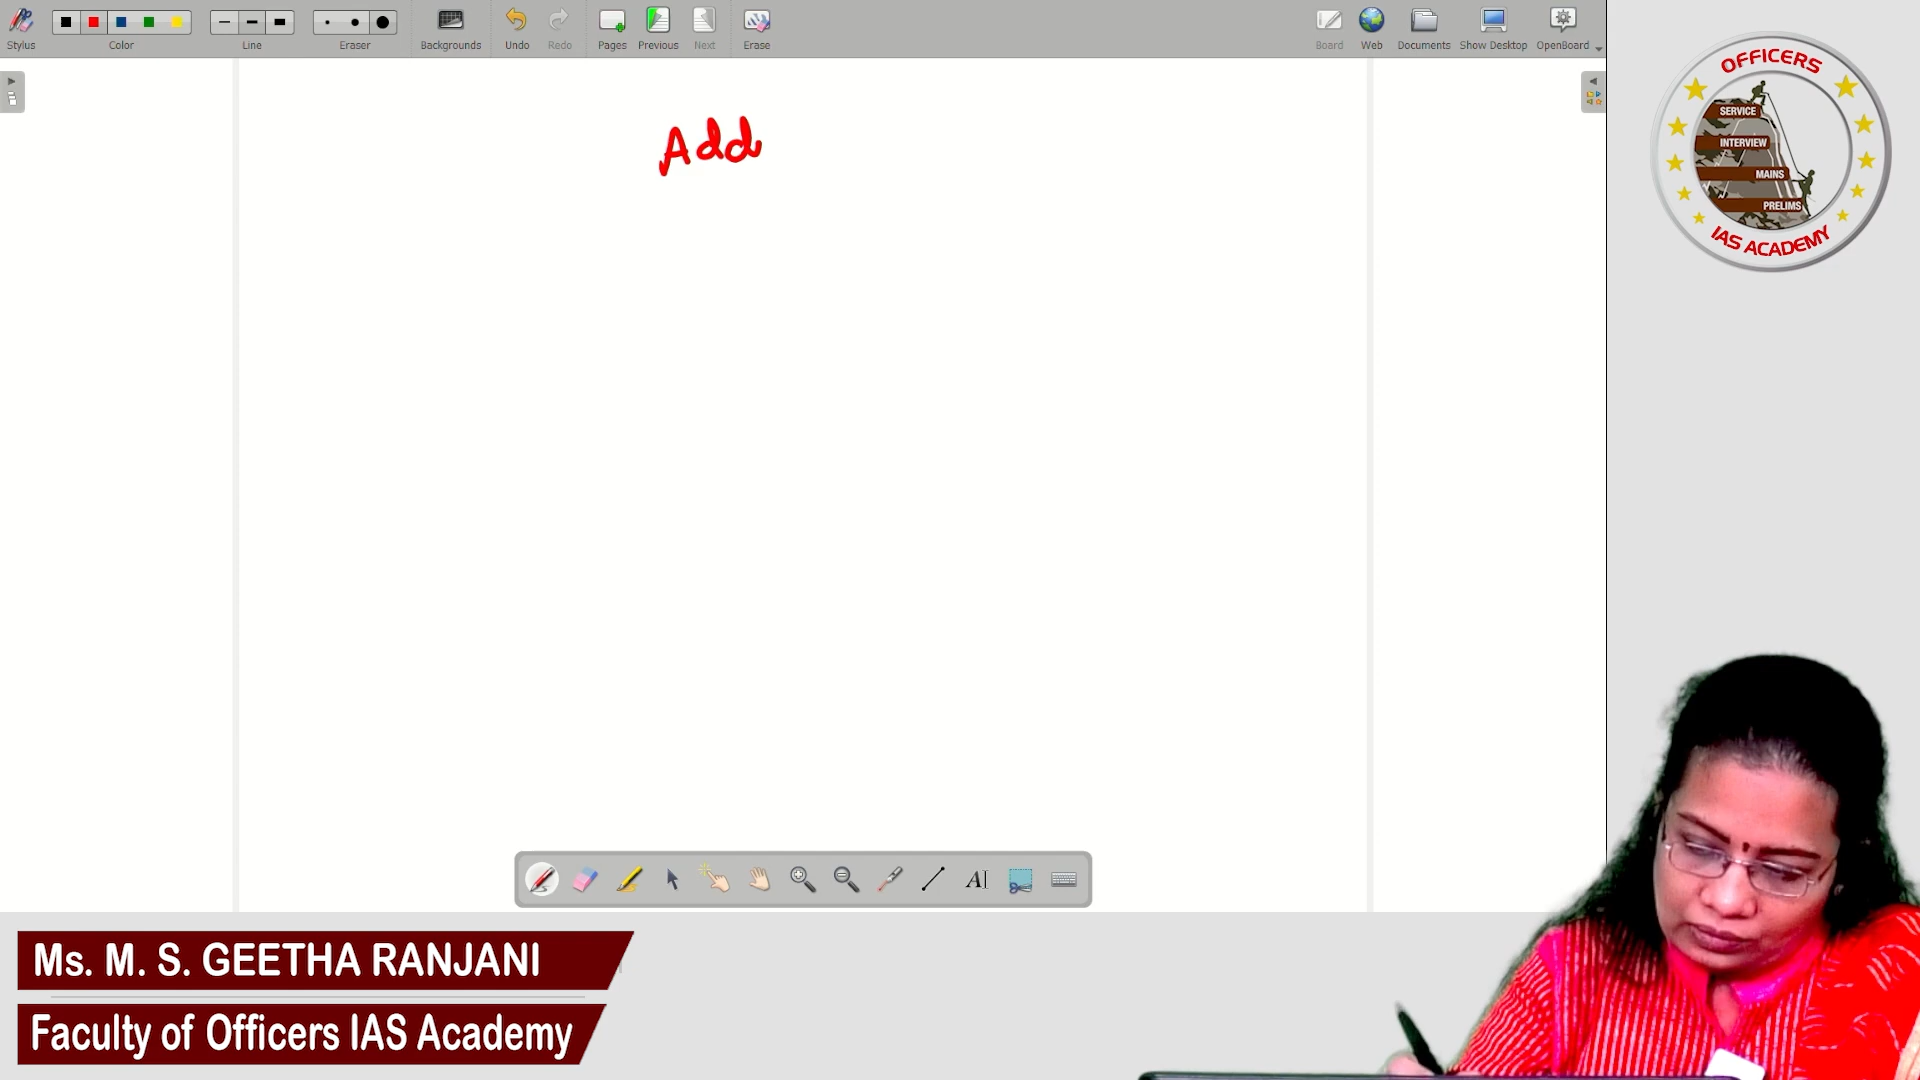 Stylus
Color
Line
Eraser
Backgrounds
Undo
Redo
Pages
Previous
Next
Erase
Board
Web
Documents
Show Desktop
OpenBoard
Add
OFFICERS
SERVICE
INTERVIEW
MAINS
PRELIMS
IAS ACADEMY
A
Ms. M. S. GEETHA RANJANI
Faculty of Officers IAS Academy